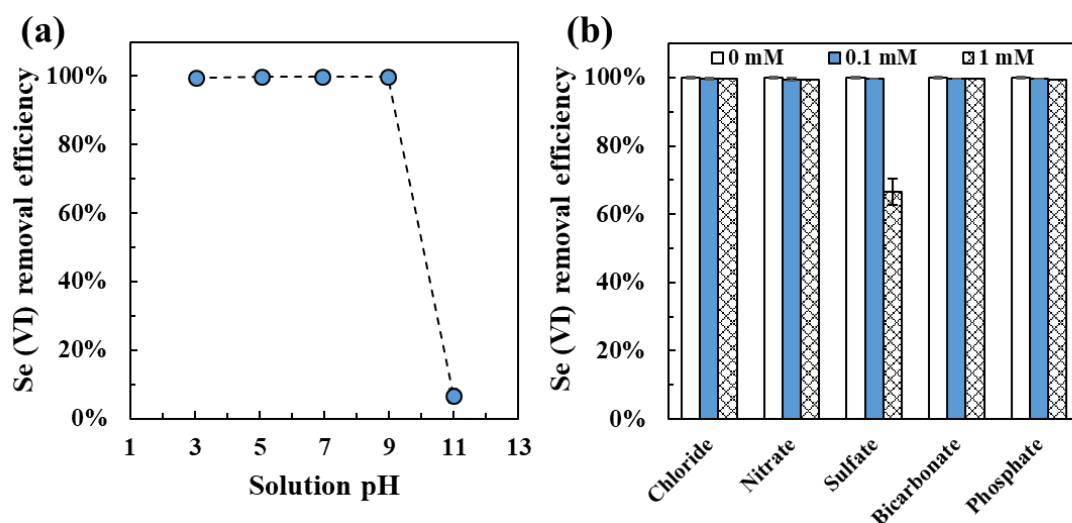 (a)
Se (VI) removal efficiency
100%
80%
60%
40%
20%
0%
1 3 5 7 9 11 13
Solution pH
(b)
Se (VI) removal efficiency
0 mM 0.1 mM 1 mM
100%
80%
60%
40%
20%
0%
Chloride
Nitrate
Sulfate
Bicarbonate
Phosphate